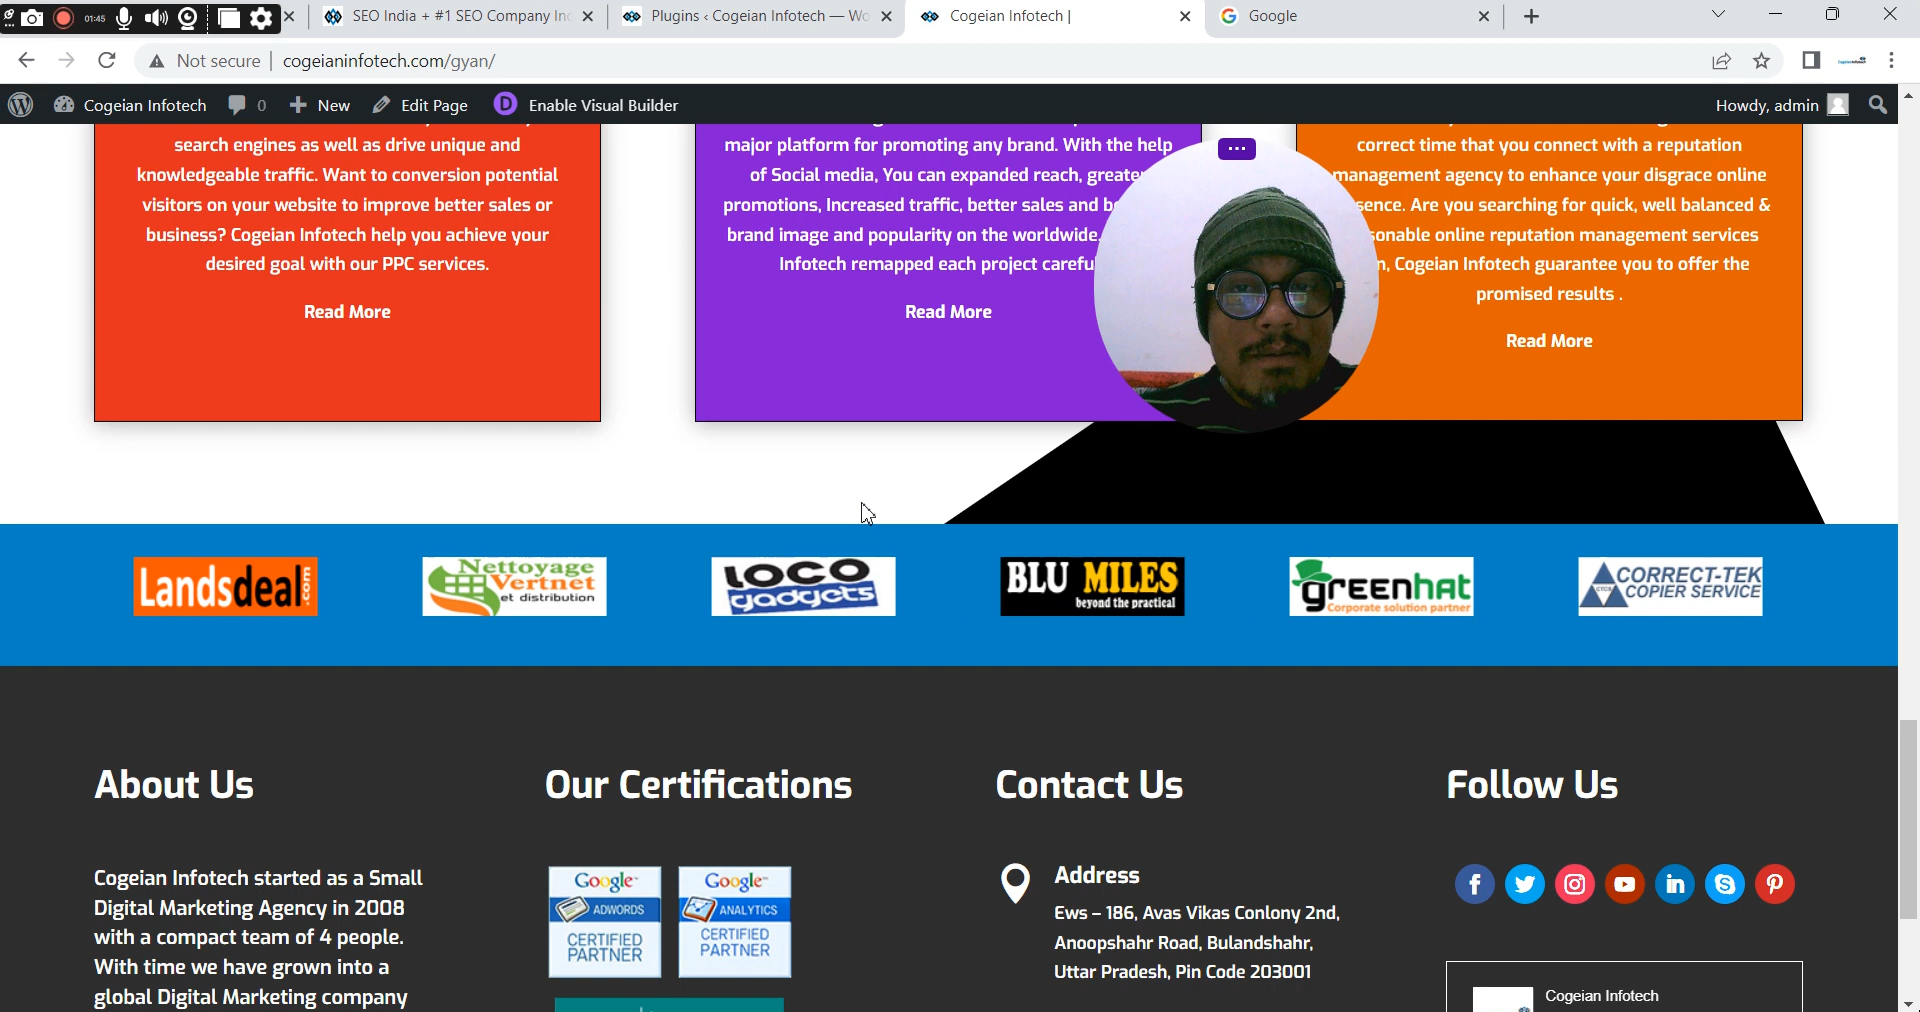 01:45
SEO India + #1 SEO Company In
Plugins ‹ Cogeian Infotech — Wo
Cogeian Infotech |
Google
Not secure
cogeianinfotech.com/gyan/
Cogeian Infotech
0
New
Edit Page
Enable Visual Builder
Howdy, admin
search engines as well as drive unique and
knowledgeable traffic. Want to conversion potential
visitors on your website to improve better sales or
business? Cogeian Infotech help you achieve your
desired goal with our PPC services.
Read More
major platform for promoting any brand. With the help
of Social media, You can expanded reach, greate
promotions, Increased traffic, better sales and
brand image and popularity on the worldwide.
Infotech remapped each project carefu
Read More
correct time that you connect with a reputation
management agency to enhance your disgrace online
sence. Are you searching for quick, well balanced &
sonable online reputation management services
n, Cogeian Infotech guarantee you to offer the
promised results .
Read More
Landsdeal.com
Nettoyage
Vertnet
et distribution
LOCO
gadgets
BLU MILES
beyond the practical
greenhat
Corporate solution partner
CTCS
CORRECT-TEK
COPIER SERVICE
About Us
Cogeian Infotech started as a Small
Digital Marketing Agency in 2008
with a compact team of 4 people.
With time we have grown into a
global Digital Marketing company
Our Certifications
Google
ADWORDS
CERTIFIED
PARTNER
Google
ANALYTICS
CERTIFIED
PARTNER
Contact Us
Address
Ews – 186, Avas Vikas Conlony 2nd,
Anoopshahr Road, Bulandshahr,
Uttar Pradesh, Pin Code 203001
Follow Us
Cogeian Infotech